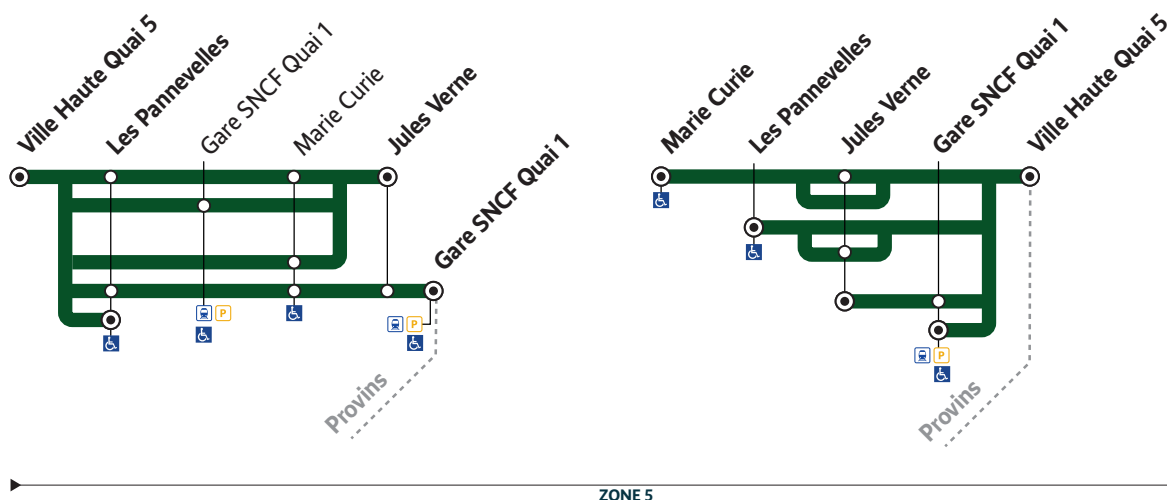 Ville Haute Quai 5
Les Pannevelles
Gare SNCF Quai 1
Marie Curie
Jules Verne
Gare SNCF Quai 1
P
P
Provins
Marie Curie
Les Pannevelles
Jules Verne
Gare SNCF Quai 1
Ville Haute Quai 5
P
Provins
ZONE 5